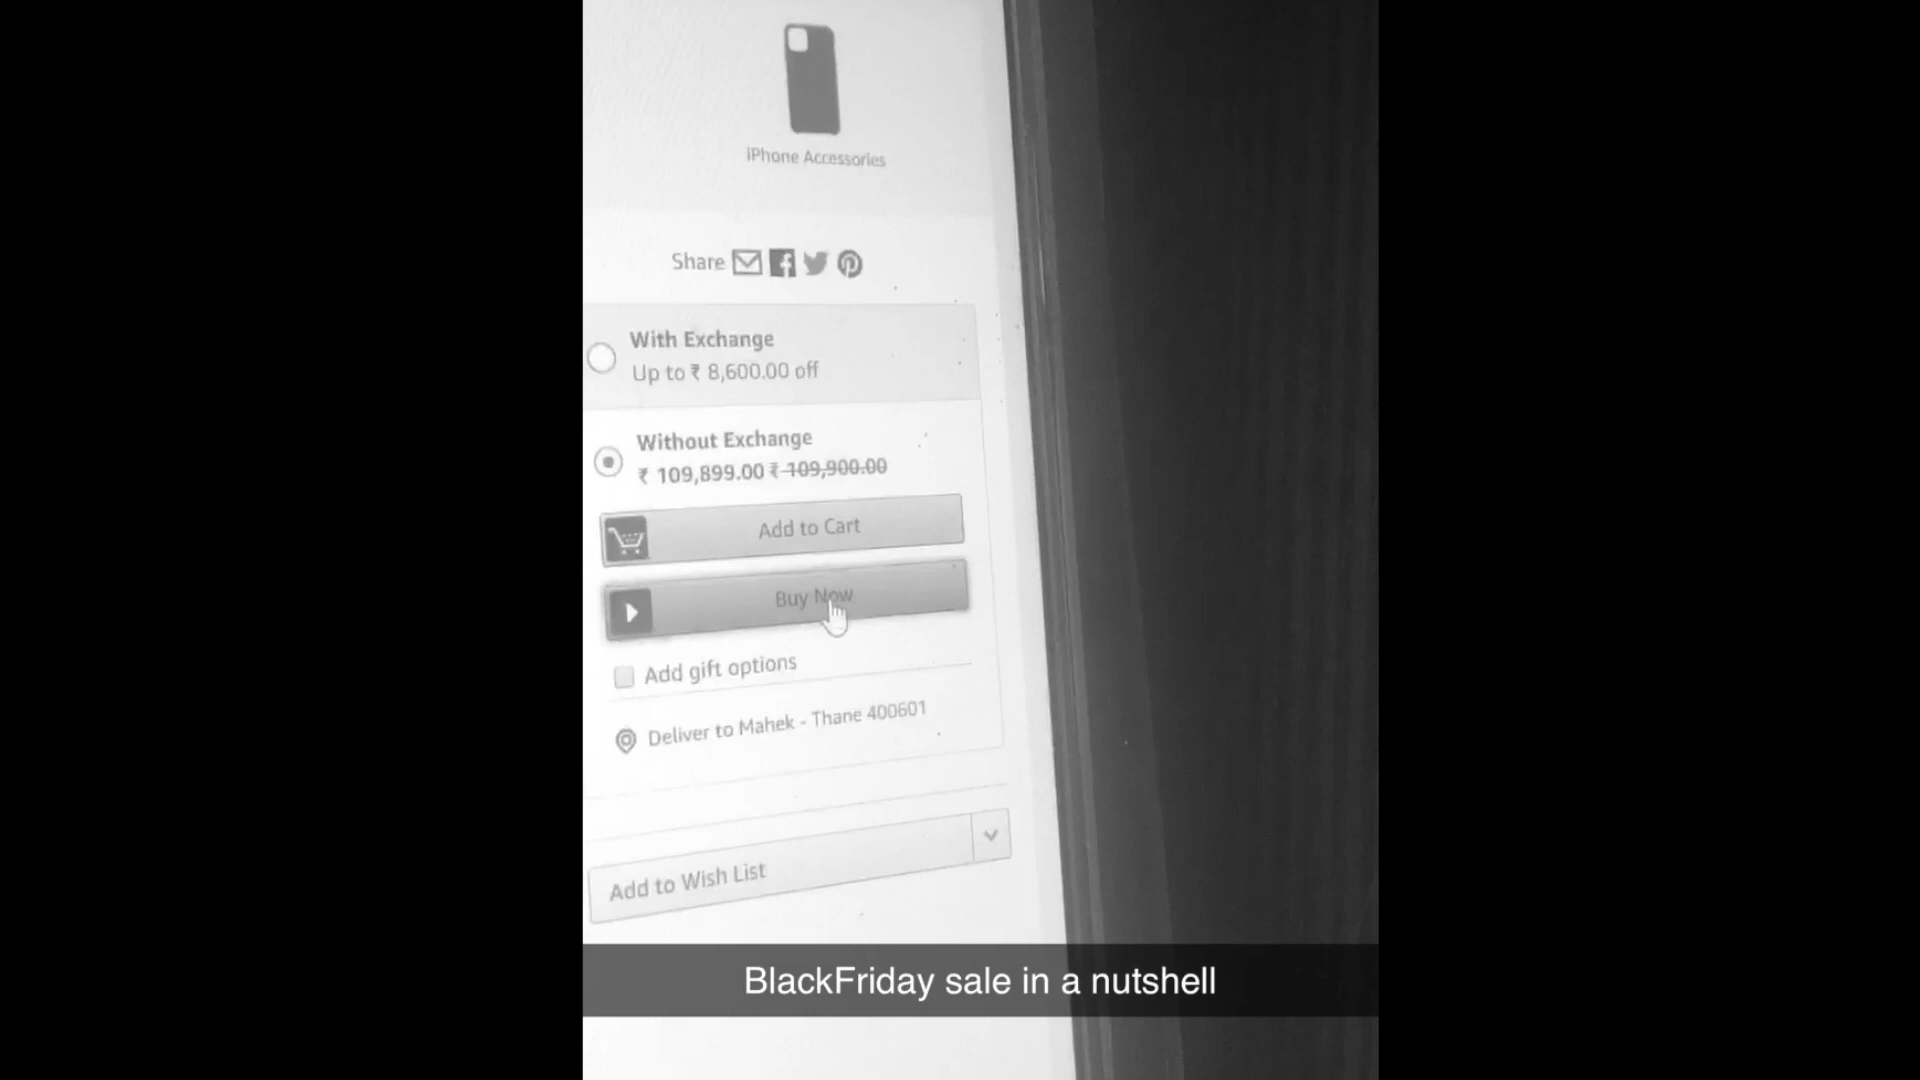 iPhone Accessories
Share
With Exchange
Up to ₹ 8,600.00 off
Without Exchange
₹ 109,899.00 ₹ 109,900.00
Add to Cart
Buy Now
Add gift options
Deliver to Mahek - Thane 400601
Add to Wish List
BlackFriday sale in a nutshell